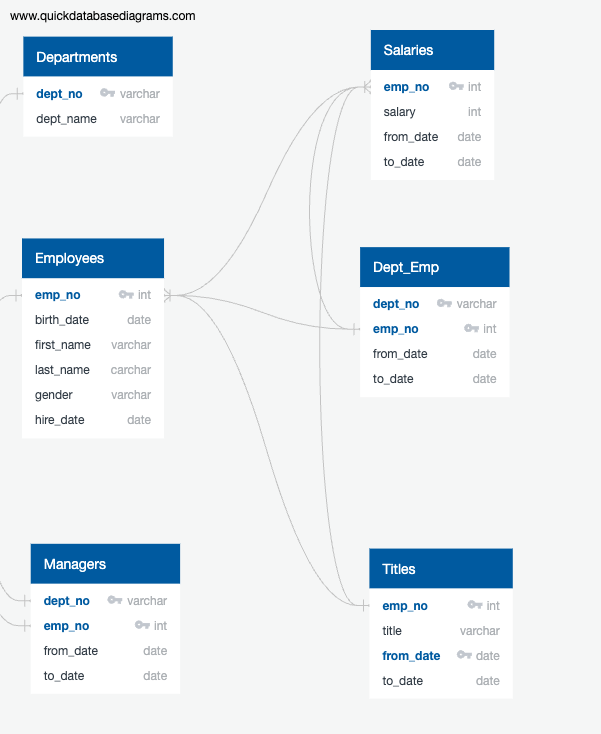 www.quickdatabasediagrams.com
Departments
dept_no varchar
dept_name varchar
Salaries
emp_no int
salary int
from_date date
to_date date
Employees
emp_no int
birth_date date
first_name varchar
last_name carchar
gender varchar
hire_date date
Dept_Emp
dept_no varchar
emp_no int
from_date date
to_date date
Managers
dept_no varchar
emp_no int
from_date date
to_date date
Titles
emp_no int
title varchar
from_date date
to_date date